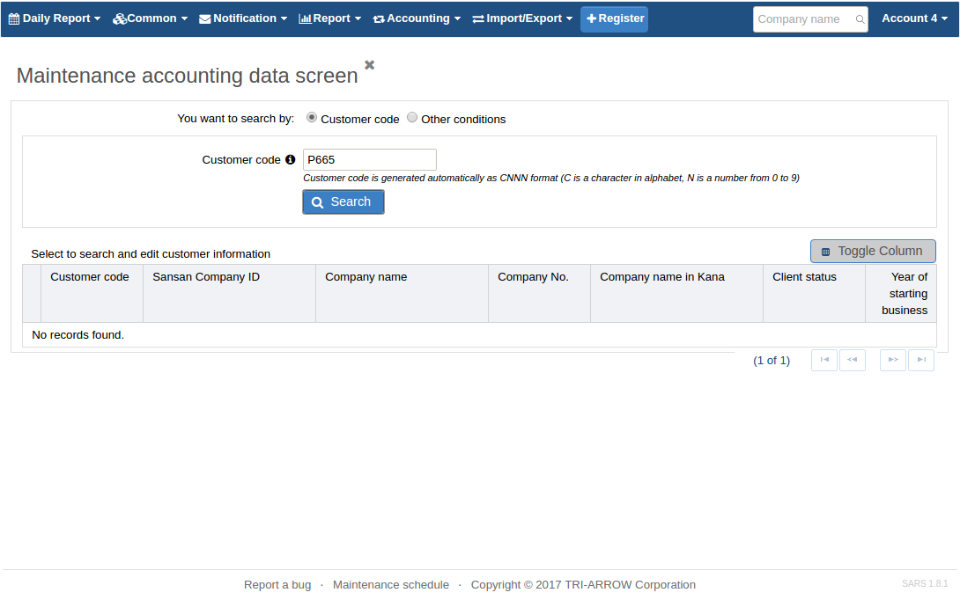 Daily Report Common Notification Report Accounting Import/Export Register Company name Account 4
Maintenance accounting data screen
You want to search by: Customer code Other conditions
Customer code P665
Customer code is generated automatically as CNNN format (C is a character in alphabet, N is a number from 0 to 9)
Search
Select to search and edit customer information Toggle Column
Customer code Sansan Company ID Company name Company No. Company name in Kana Client status Year of
starting
business
No records found.
(1 of 1)
Report a bug · Maintenance schedule · Copyright © 2017 TRI-ARROW Corporation SARS 1.8.1